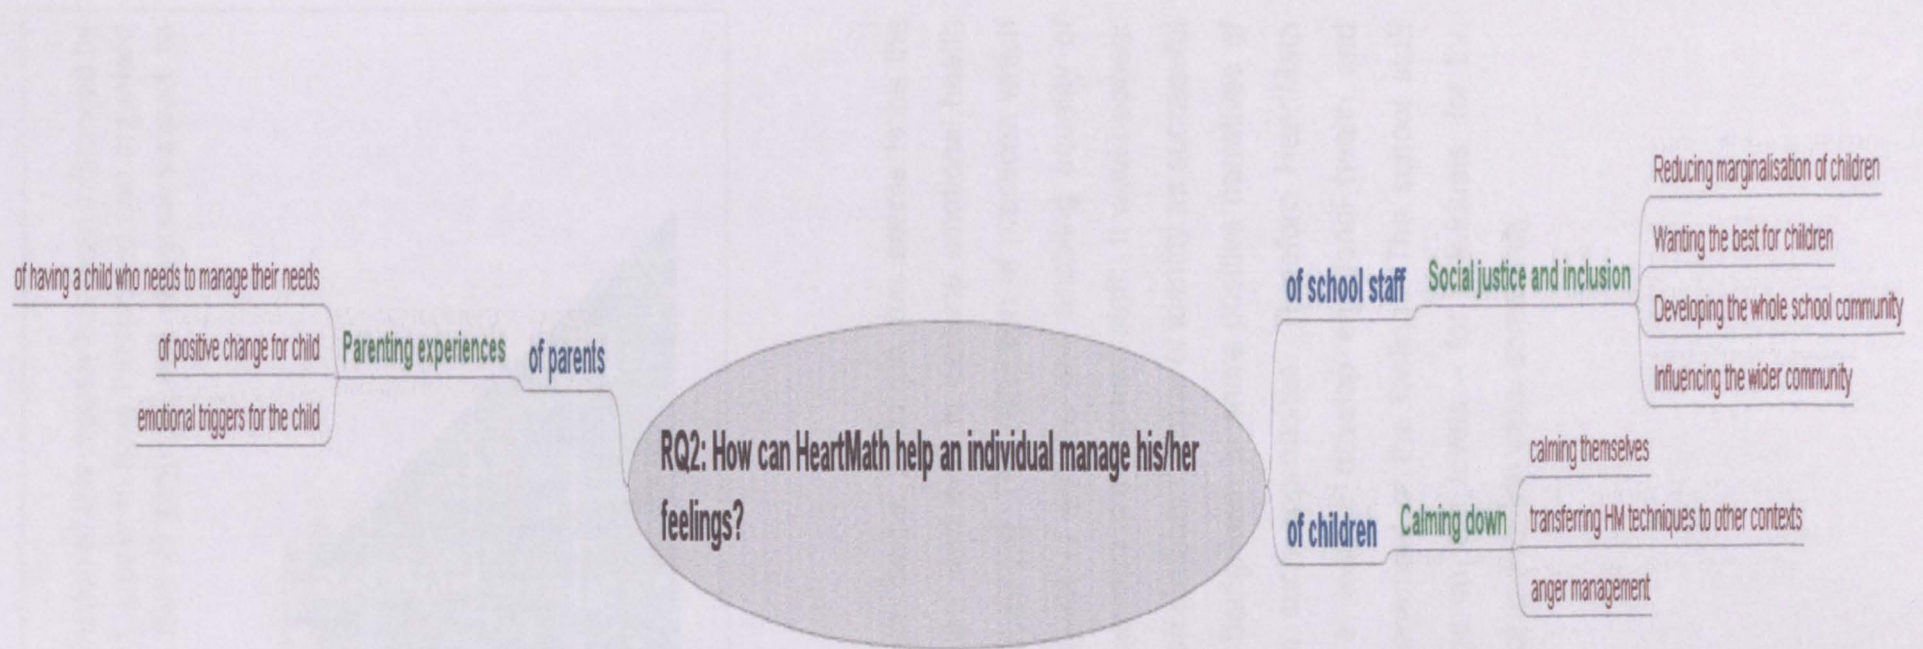 of having a child who needs to manage their needs
of positive change for child
emotional triggers for the child
Parenting experiences
of parents
RQ2: How can HeartMath help an individual manage his/her
feelings?
of school staff
Social justice and inclusion
Reducing marginalisation of children
Wanting the best for children
Developing the whole school community
Influencing the wider community
of children
Calming down
calming themselves
transferring HM techniques to other contexts
anger management